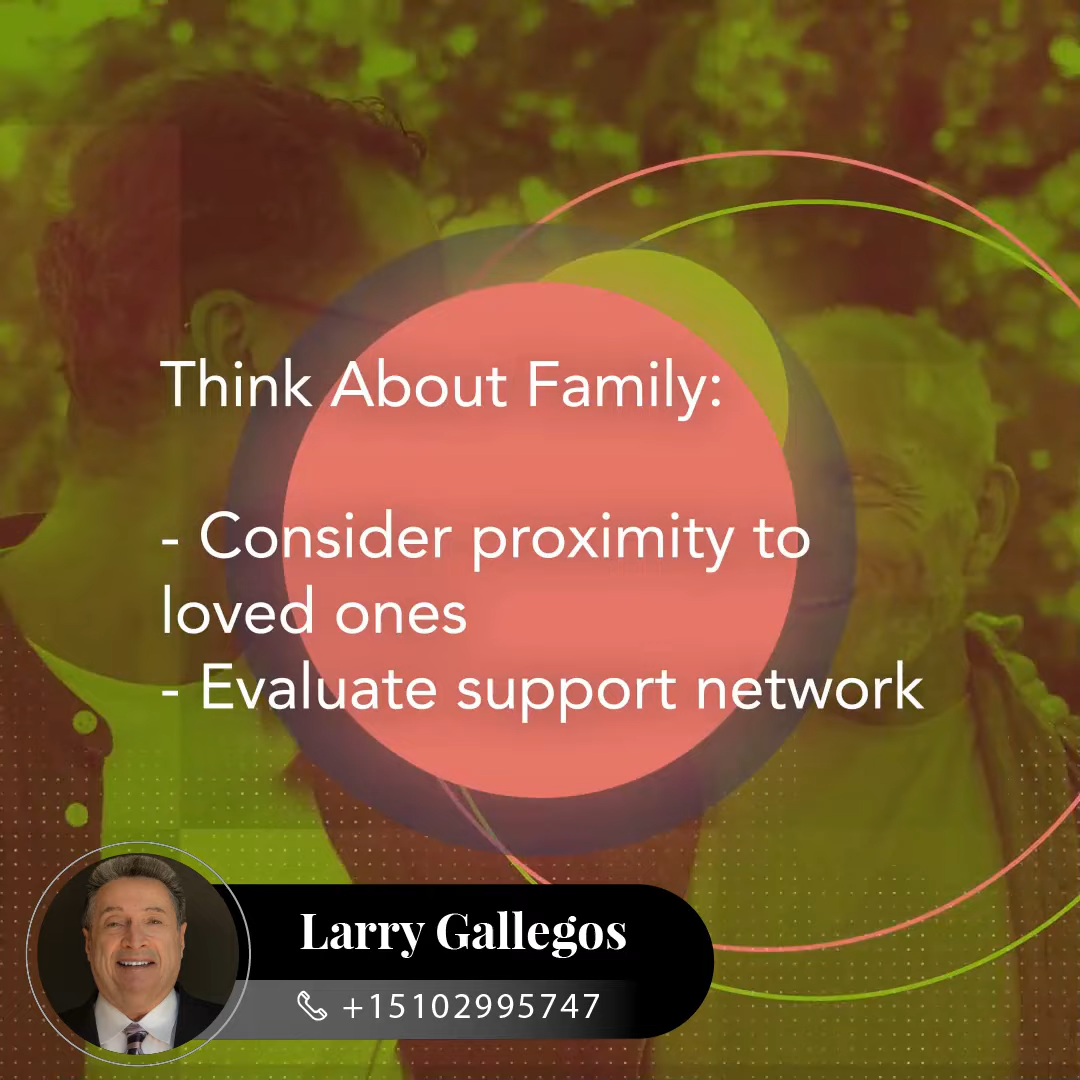 Think About Family:
- Consider proximity to
loved ones
- Evaluate support network
Larry Gallegos
+15102995747